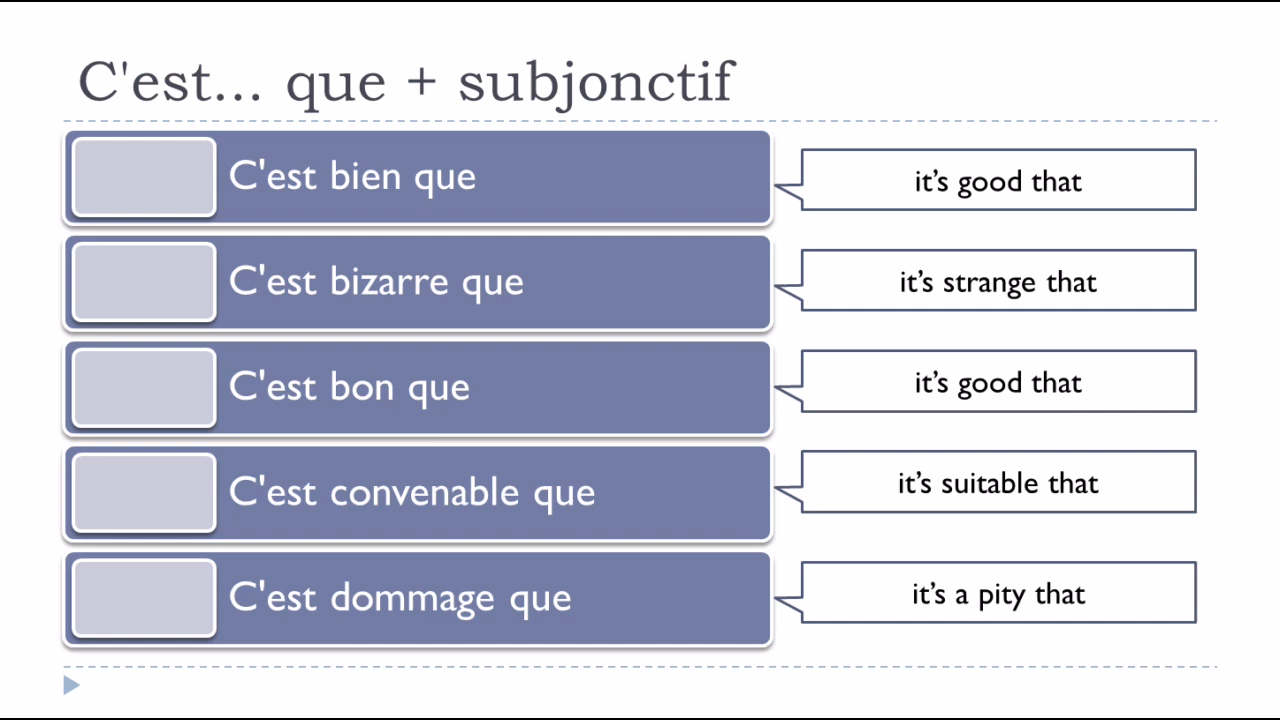 C'est... que + subjonctif
C'est bien que
it’s good that
C'est bizarre que
it’s strange that
C'est bon que
it’s good that
C'est convenable que
it’s suitable that
C'est dommage que
it’s a pity that